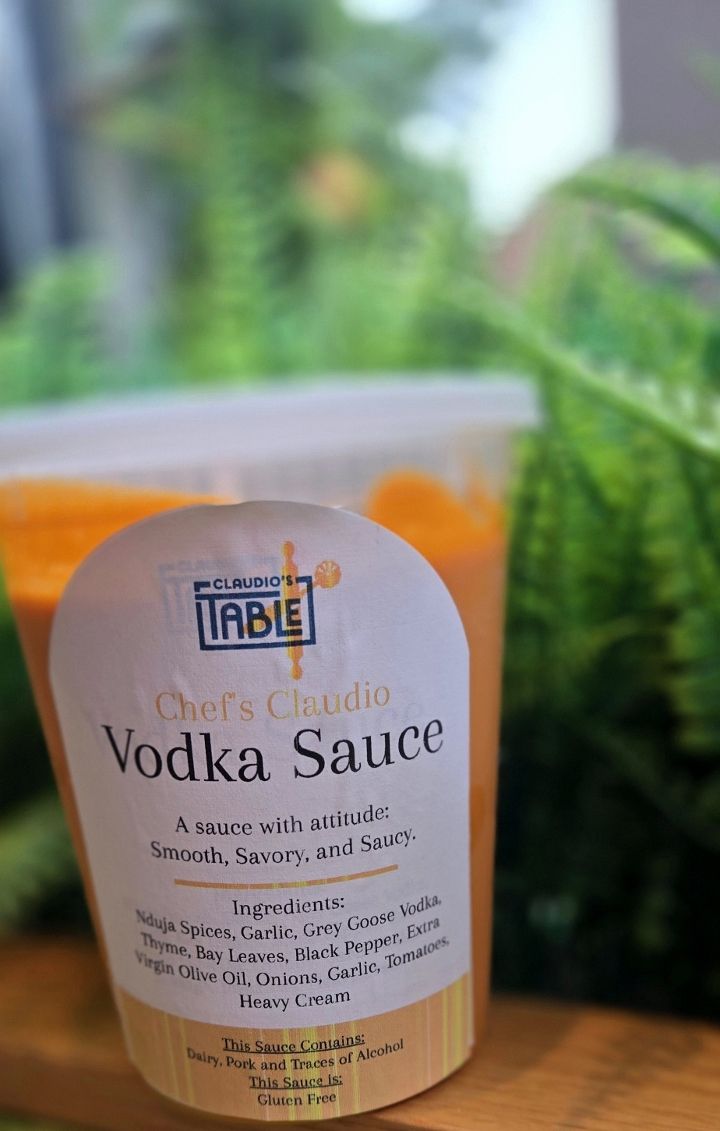 CLAUDIO'S
TABLE
Chef's Claudio
Vodka Sauce
A sauce with attitude:
Smooth, Savory, and Saucy.
Ingredients:
Nduja Spices, Garlic, Grey Goose Vodka,
Thyme, Bay Leaves, Black Pepper, Extra
Virgin Olive Oil, Onions, Garlic, Tomatoes,
Heavy Cream
This Sauce Contains:
Dairy, Pork and Traces of Alcohol
This Sauce Is:
Gluten Free